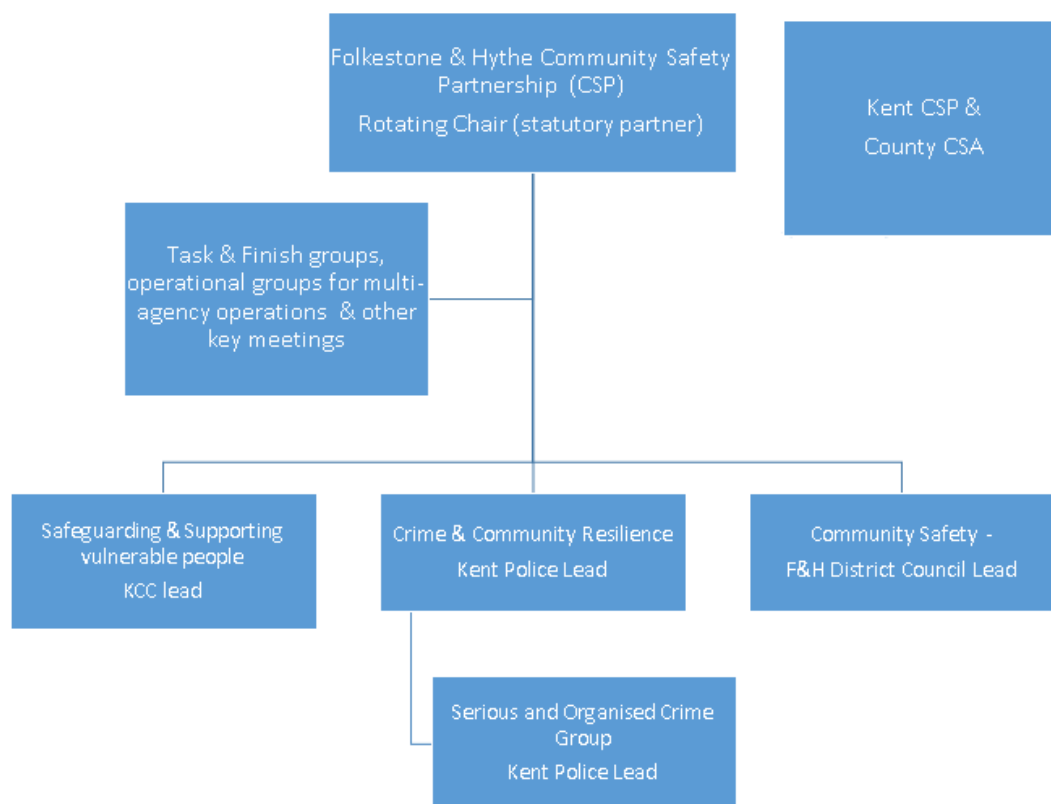 Folkestone & Hythe Community Safety
Partnership (CSP)
Rotating Chair (statutory partner)
Kent CSP &
County CSA
Task & Finish groups,
operational groups for multi-
agency operations & other
key meetings
Safeguarding & Supporting
vulnerable people
KCC lead
Crime & Community Resilience
Kent Police Lead
Community Safety -
F&H District Council Lead
Serious and Organised Crime
Group
Kent Police Lead